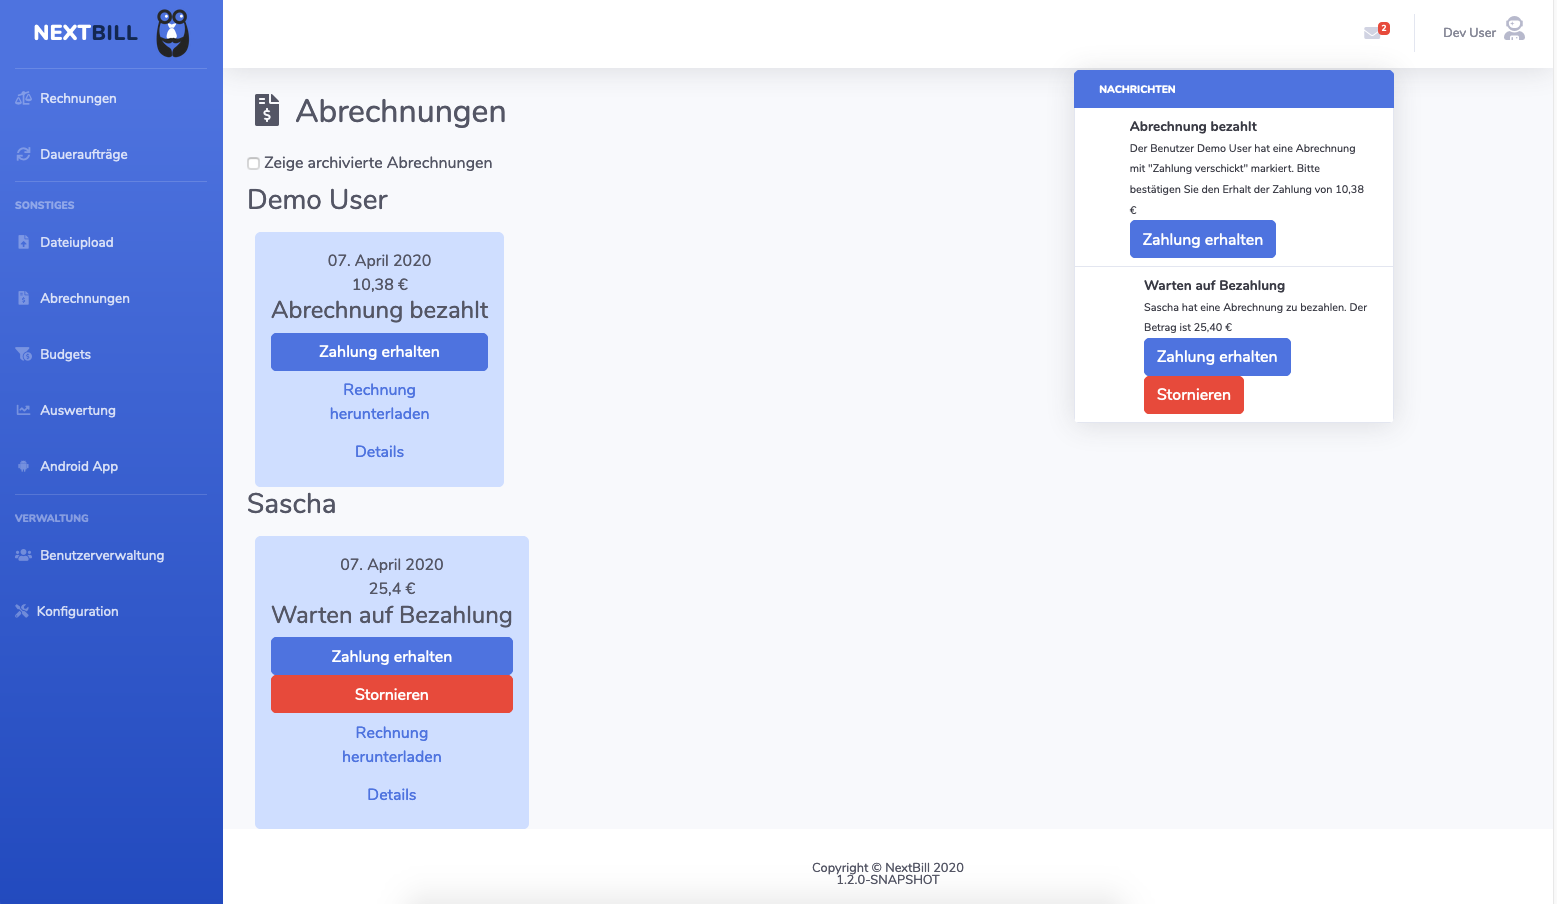 NEXTBILL
Rechnungen
Daueraufträge
SONSTIGES
Dateiupload
Abrechnungen
Budgets
Auswertung
Android App
VERWALTUNG
Benutzerverwaltung
Konfiguration
2
Dev User
Abrechnungen
Zeige archivierte Abrechnungen
Demo User
07. April 2020
10,38 €
Abrechnung bezahlt
Zahlung erhalten
Rechnung
herunterladen
Details
Sascha
07. April 2020
25,4 €
Warten auf Bezahlung
Zahlung erhalten
Stornieren
Rechnung
herunterladen
Details
NACHRICHTEN
Abrechnung bezahlt
Der Benutzer Demo User hat eine Abrechnung
mit "Zahlung verschickt" markiert. Bitte
bestätigen Sie den Erhalt der Zahlung von 10,38
€
Zahlung erhalten
Warten auf Bezahlung
Sascha hat eine Abrechnung zu bezahlen. Der
Betrag ist 25,40 €
Zahlung erhalten
Stornieren
Copyright © NextBill 2020
1.2.0-SNAPSHOT